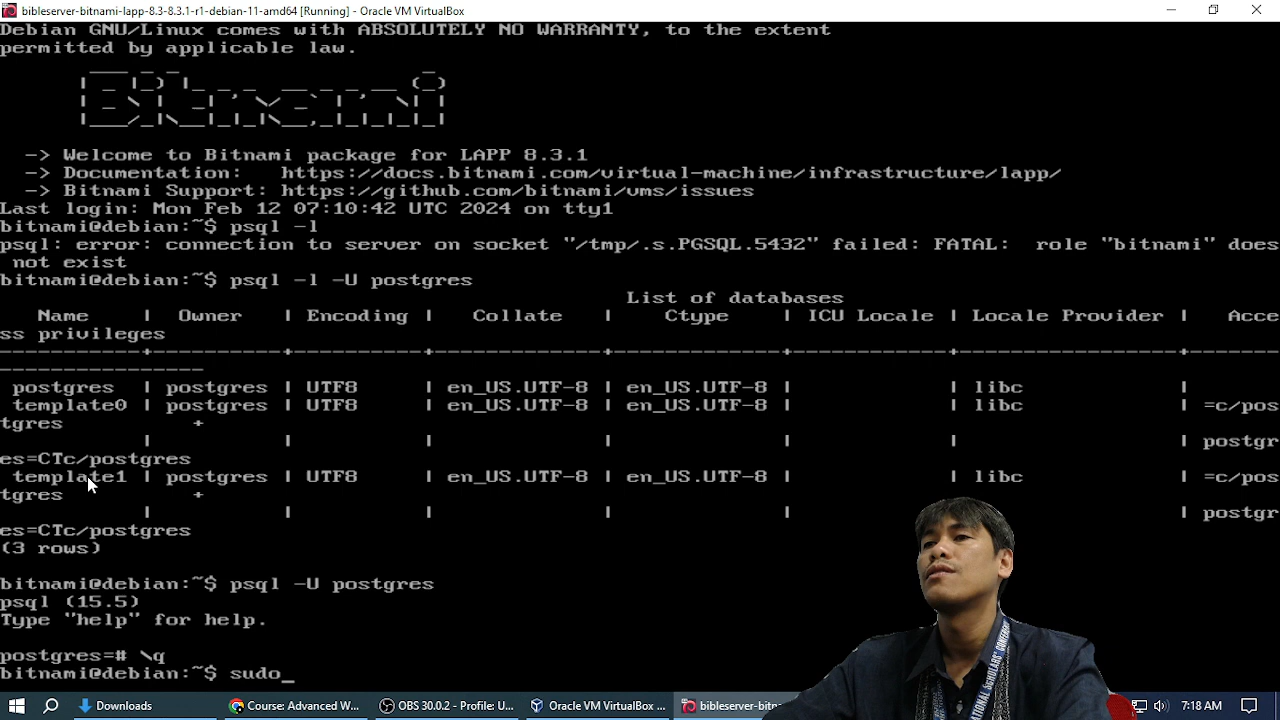 bibleserver-bitnami-lapp-8.3-8.3.1-r1-debian-11-amd64 [Running] - Oracle VM VirtualBox
Debian GNU/Linux comes with ABSOLUTELY NO WARRANTY, to the extent
permitted by applicable law.
Bitnami
-> Welcome to Bitnami package for LAPP 8.3.1
-> Documentation: https://docs.bitnami.com/virtual-machine/infrastructure/lapp/
-> Bitnami Support: https://github.com/bitnami/vms/issues
Last login: Mon Feb 12 07:10:42 UTC 2024 on tty1
bitnami@debian:~$ psql -l
psql: error: connection to server on socket "/tmp/.s.PGSQL.5432" failed: FATAL: role "bitnami" does
not exist
bitnami@debian:~$ psql -l -U postgres
List of databases
Name | Owner | Encoding | Collate | Ctype | ICU Locale | Locale Provider | Acce
ss privileges
postgres | postgres | UTF8 | en_US.UTF-8 | en_US.UTF-8 | | libc |
template0 | postgres | UTF8 | en_US.UTF-8 | en_US.UTF-8 | | libc | =c/pos
tgres +
| | | | | | | postgr
es=CTc/postgres
template1 | postgres | UTF8 | en_US.UTF-8 | en_US.UTF-8 | | libc | =c/pos
tgres +
| | | | | | | postgr
es=CTc/postgres
(3 rows)
bitnami@debian:~$ psql -U postgres
psql (15.5)
Type "help" for help.
postgres=# \q
bitnami@debian:~$ sudo_
Downloads
Course: Advanced W...
OBS 30.0.2 - Profile: U...
Oracle VM VirtualBox ...
bibleserver-bitn
7:18 AM